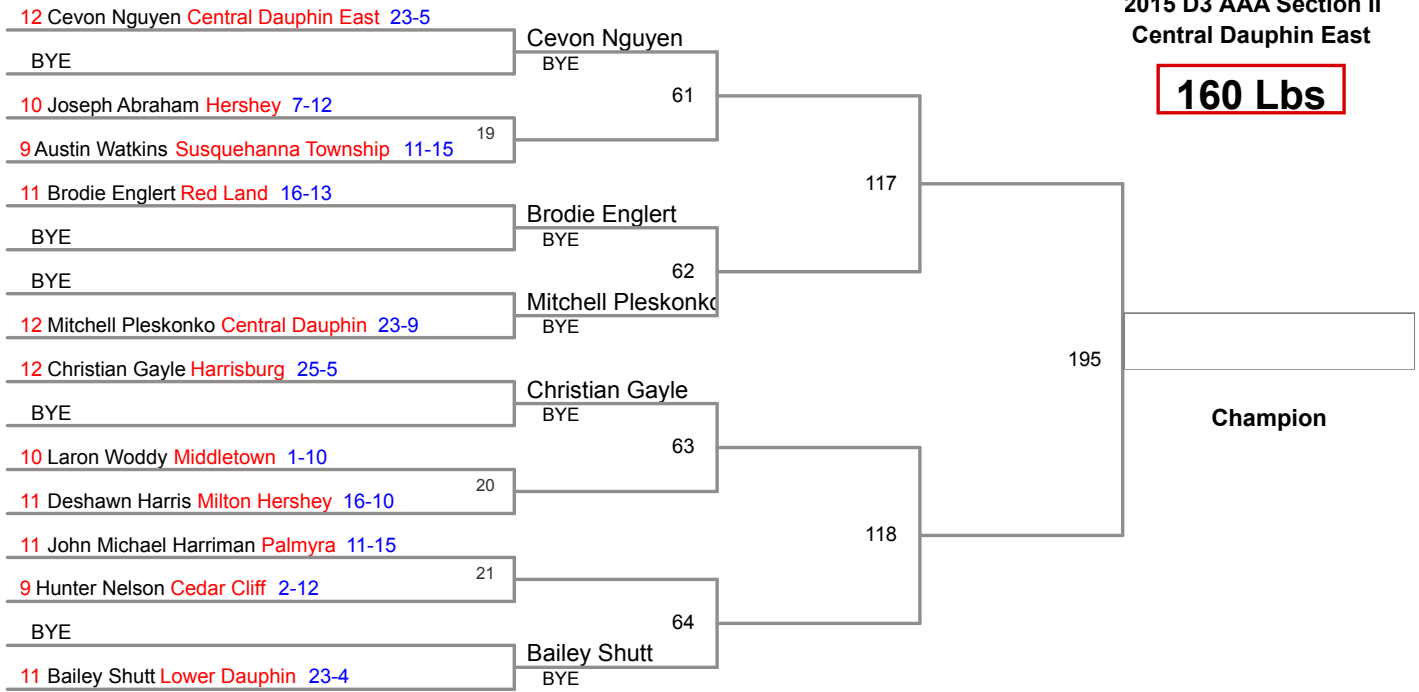 2015 D3 AAA Section II
Central Dauphin East
160 Lbs
12 Cevon Nguyen Central Dauphin East 23-5
BYE
10 Joseph Abraham Hershey 7-12
9 Austin Watkins Susquehanna Township 11-15
11 Brodie Englert Red Land 16-13
BYE
BYE
12 Mitchell Pleskonko Central Dauphin 23-9
12 Christian Gayle Harrisburg 25-5
BYE
10 Laron Woddy Middletown 1-10
11 Deshawn Harris Milton Hershey 16-10
11 John Michael Harriman Palmyra 11-15
9 Hunter Nelson Cedar Cliff 2-12
BYE
11 Bailey Shutt Lower Dauphin 23-4
19
20
21
Cevon Nguyen
BYE
Brodie Englert
BYE
Mitchell Pleskonko
BYE
Christian Gayle
BYE
Bailey Shutt
BYE
61
62
63
64
117
118
195
Champion